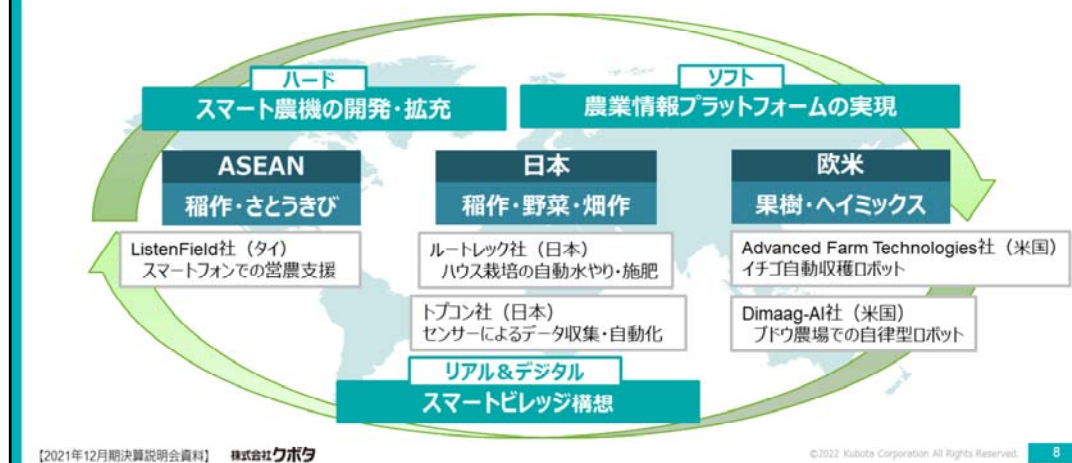 ハード
スマート農機の開発・拡充
ソフト
農業情報プラットフォームの実現
ASEAN
稲作・さとうきび
ListenField社（タイ）
スマートフォンでの営農支援
日本
稲作・野菜・畑作
ルートレック社（日本）
ハウス栽培の自動水やり・施肥
トプコン社（日本）
センサーによるデータ収集・自動化
欧米
果樹・ヘイミックス
Advanced Farm Technologies社（米国）
イチゴ自動収穫ロボット
Dimaag-AI社（米国）
ブドウ農場での自律型ロボット
リアル＆デジタル
スマートビレッジ構想
【2021年12月期決算説明会資料】 株式会社クボタ
©2022 Kubota Corporation All Rights Reserved. 8